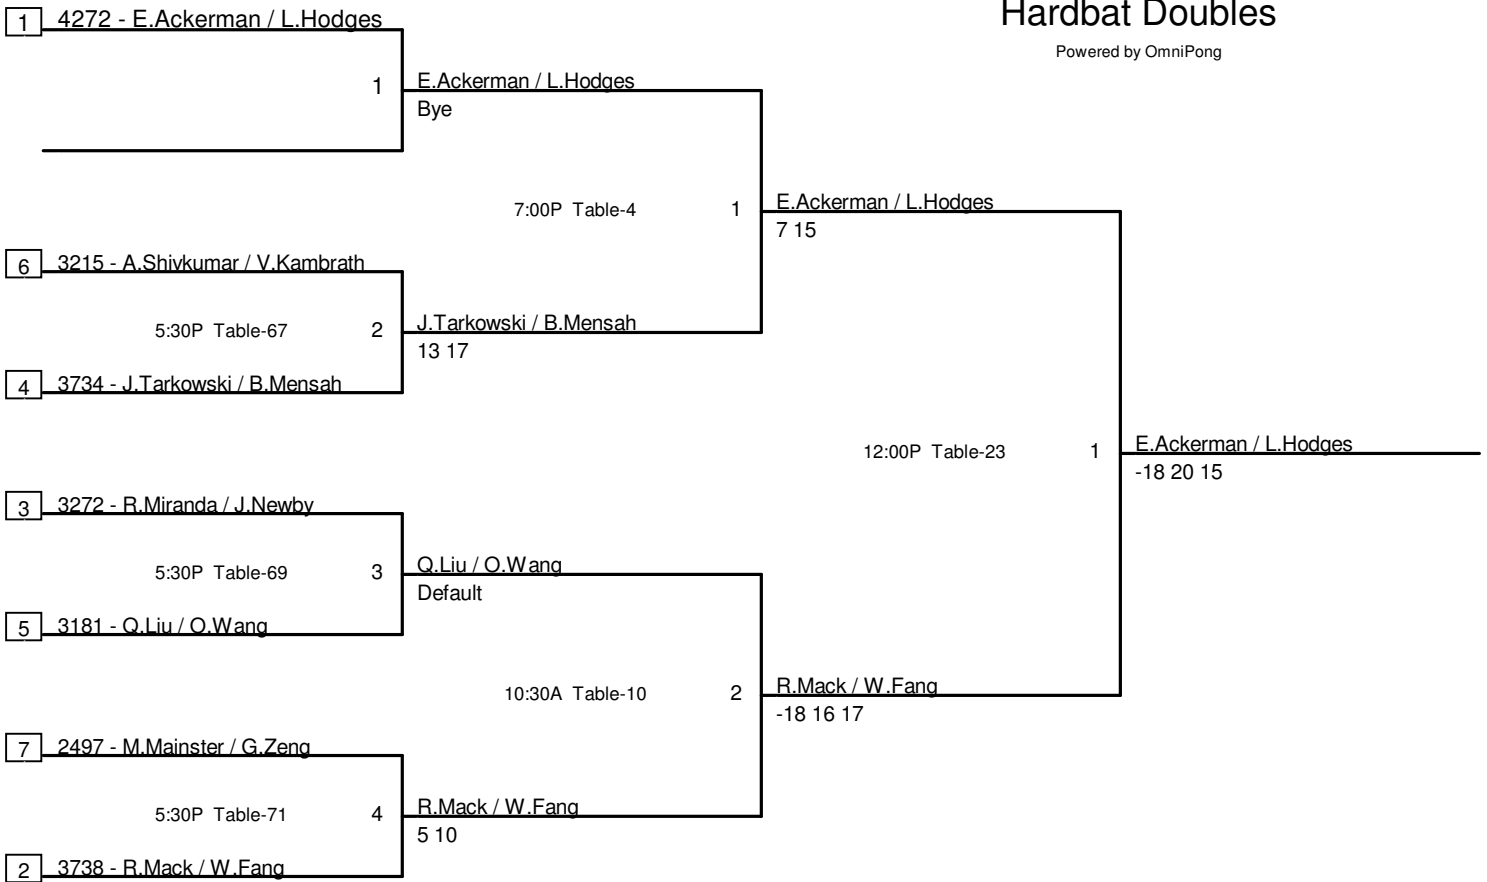 Hardbat Doubles
Powered by OmniPong
1 4272 - E.Ackerman / L.Hodges
1 E.Ackerman / L.Hodges
Bye
7:00P Table-4 1 E.Ackerman / L.Hodges
7 15
6 3215 - A.Shivkumar / V.Kambrath
5:30P Table-67 2 J.Tarkowski / B.Mensah
13 17
4 3734 - J.Tarkowski / B.Mensah
12:00P Table-23 1 E.Ackerman / L.Hodges
-18 20 15
3 3272 - R.Miranda / J.Newby
5:30P Table-69 3 Q.Liu / O.Wang
Default
5 3181 - Q.Liu / O.Wang
10:30A Table-10 2 R.Mack / W.Fang
-18 16 17
7 2497 - M.Mainster / G.Zeng
5:30P Table-71 4 R.Mack / W.Fang
5 10
2 3738 - R.Mack / W.Fang